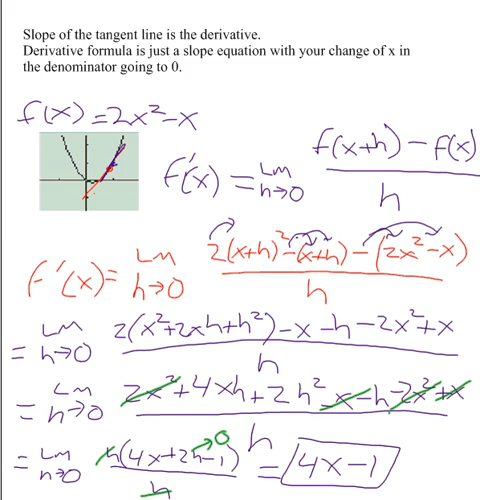 Slope of the tangent line is the derivative.
Derivative formula is just a slope equation with your change of x in
the denominator going to 0.
f(x)=2x²-x
f'(x) = Lim h→0 (f(x+h) - f(x))/h
f'(x) = Lim h→0 (2(x+h)²-(x+h)-(2x²-x))/h
= Lim h→0 (2(x²+2xh+h²)-x-h-2x²+x)/h
= Lim h→0 (2x²+4xh+2h²-x-h-2x²+x)/h
= Lim h→0 h(4x+2h-1)/h →0 = 4x-1